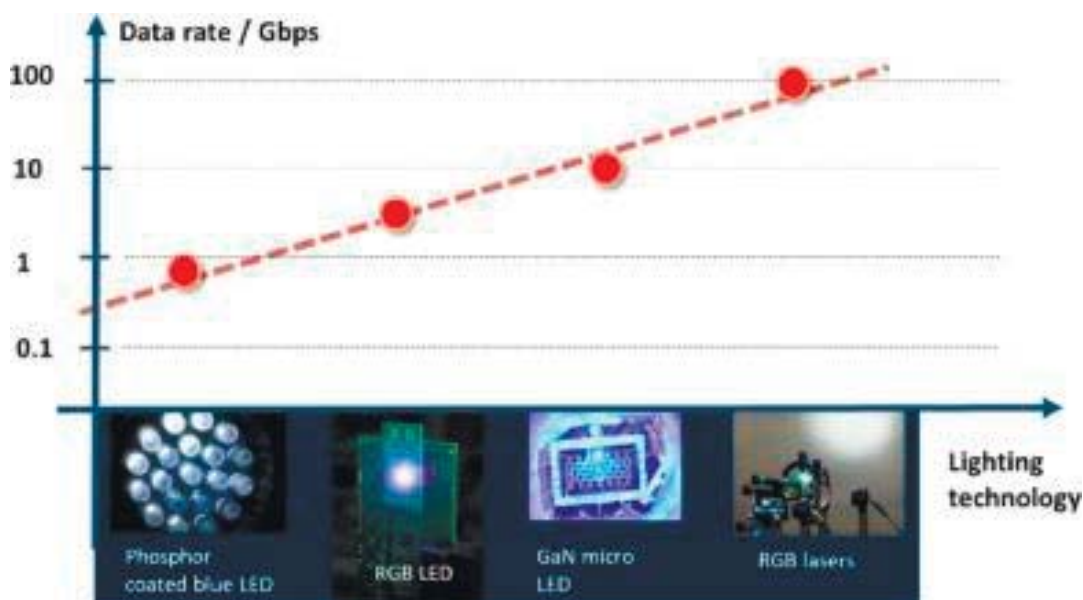 Data rate / Gbps
100
10
1
0.1
Lighting
technology
Phosphor
coated blue LED
RGB LED
GaN micro
LED
RGB lasers